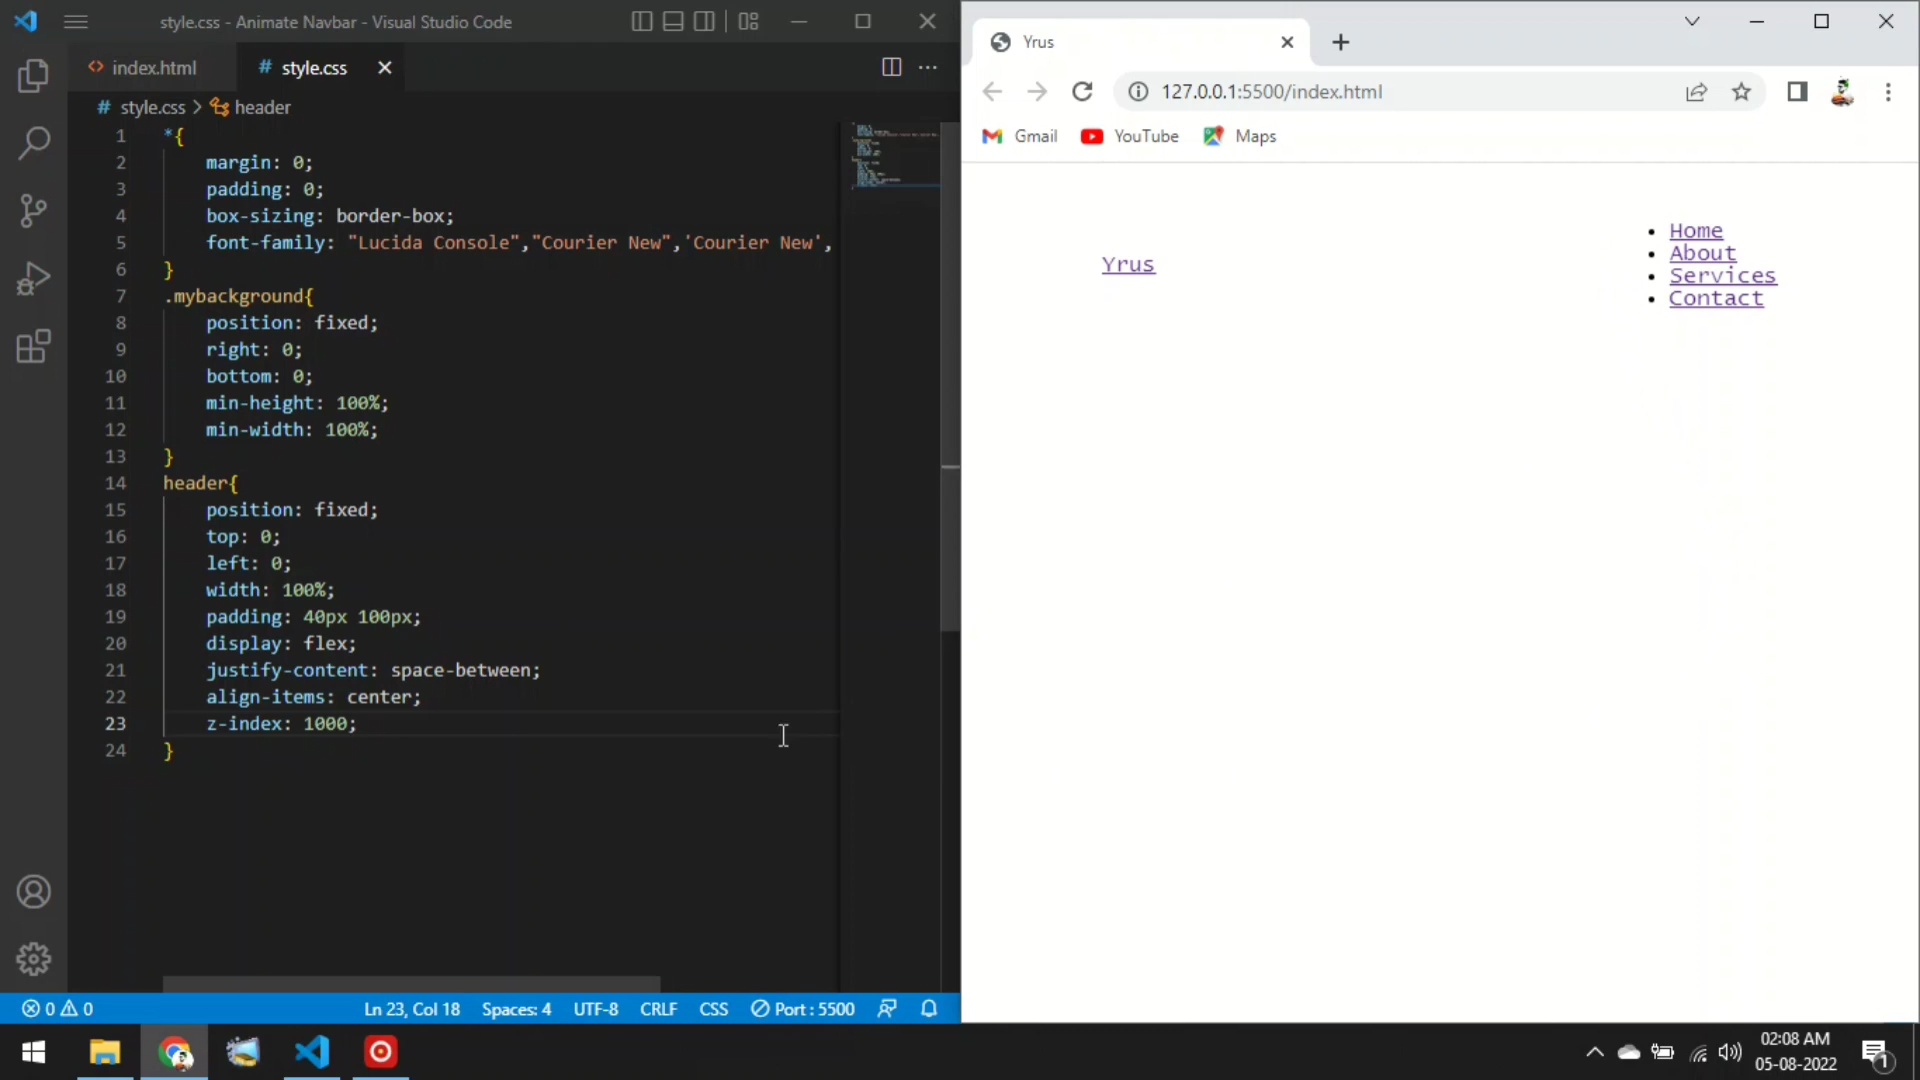 style.css - Animate Navbar - Visual Studio Code
index.html
# style.css
# style.css > header
1 *{
2 margin: 0;
3 padding: 0;
4 box-sizing: border-box;
5 font-family: "Lucida Console","Courier New",'Courier New',
6 }
7 .mybackground{
8 position: fixed;
9 right: 0;
10 bottom: 0;
11 min-height: 100%;
12 min-width: 100%;
13 }
14 header{
15 position: fixed;
16 top: 0;
17 left: 0;
18 width: 100%;
19 padding: 40px 100px;
20 display: flex;
21 justify-content: space-between;
22 align-items: center;
23 z-index: 1000;
24 }
0 0 Ln 23, Col 18 Spaces: 4 UTF-8 CRLF CSS Port : 5500
Yrus
127.0.0.1:5500/index.html
Gmail YouTube Maps
Yrus
Home
About
Services
Contact
02:08 AM
05-08-2022
1